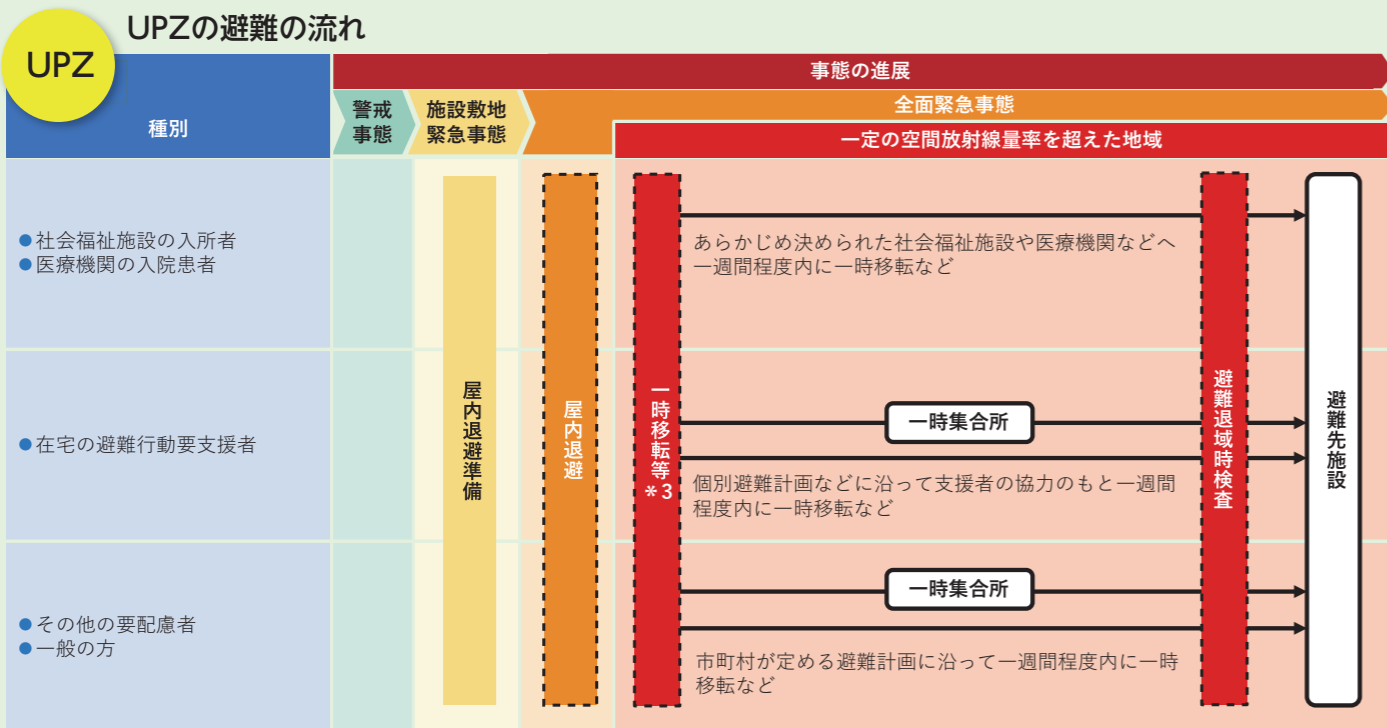 UPZの避難の流れ
UPZ
種別
事態の進展
警戒
事態
施設敷地
緊急事態
全面緊急事態
一定の空間放射線量率を超えた地域
●社会福祉施設の入所者
●医療機関の入院患者
あらかじめ決められた社会福祉施設や医療機関などへ
一週間程度内に一時移転など
●在宅の避難行動要支援者
屋内退避準備
屋内退避
一時移転等
＊3
一時集合所
個別避難計画などに沿って支援者の協力のもと一週間
程度内に一時移転など
避難退域時検査
避難先施設
●その他の要配慮者
●一般の方
一時集合所
市町村が定める避難計画に沿って一週間程度内に一時
移転など